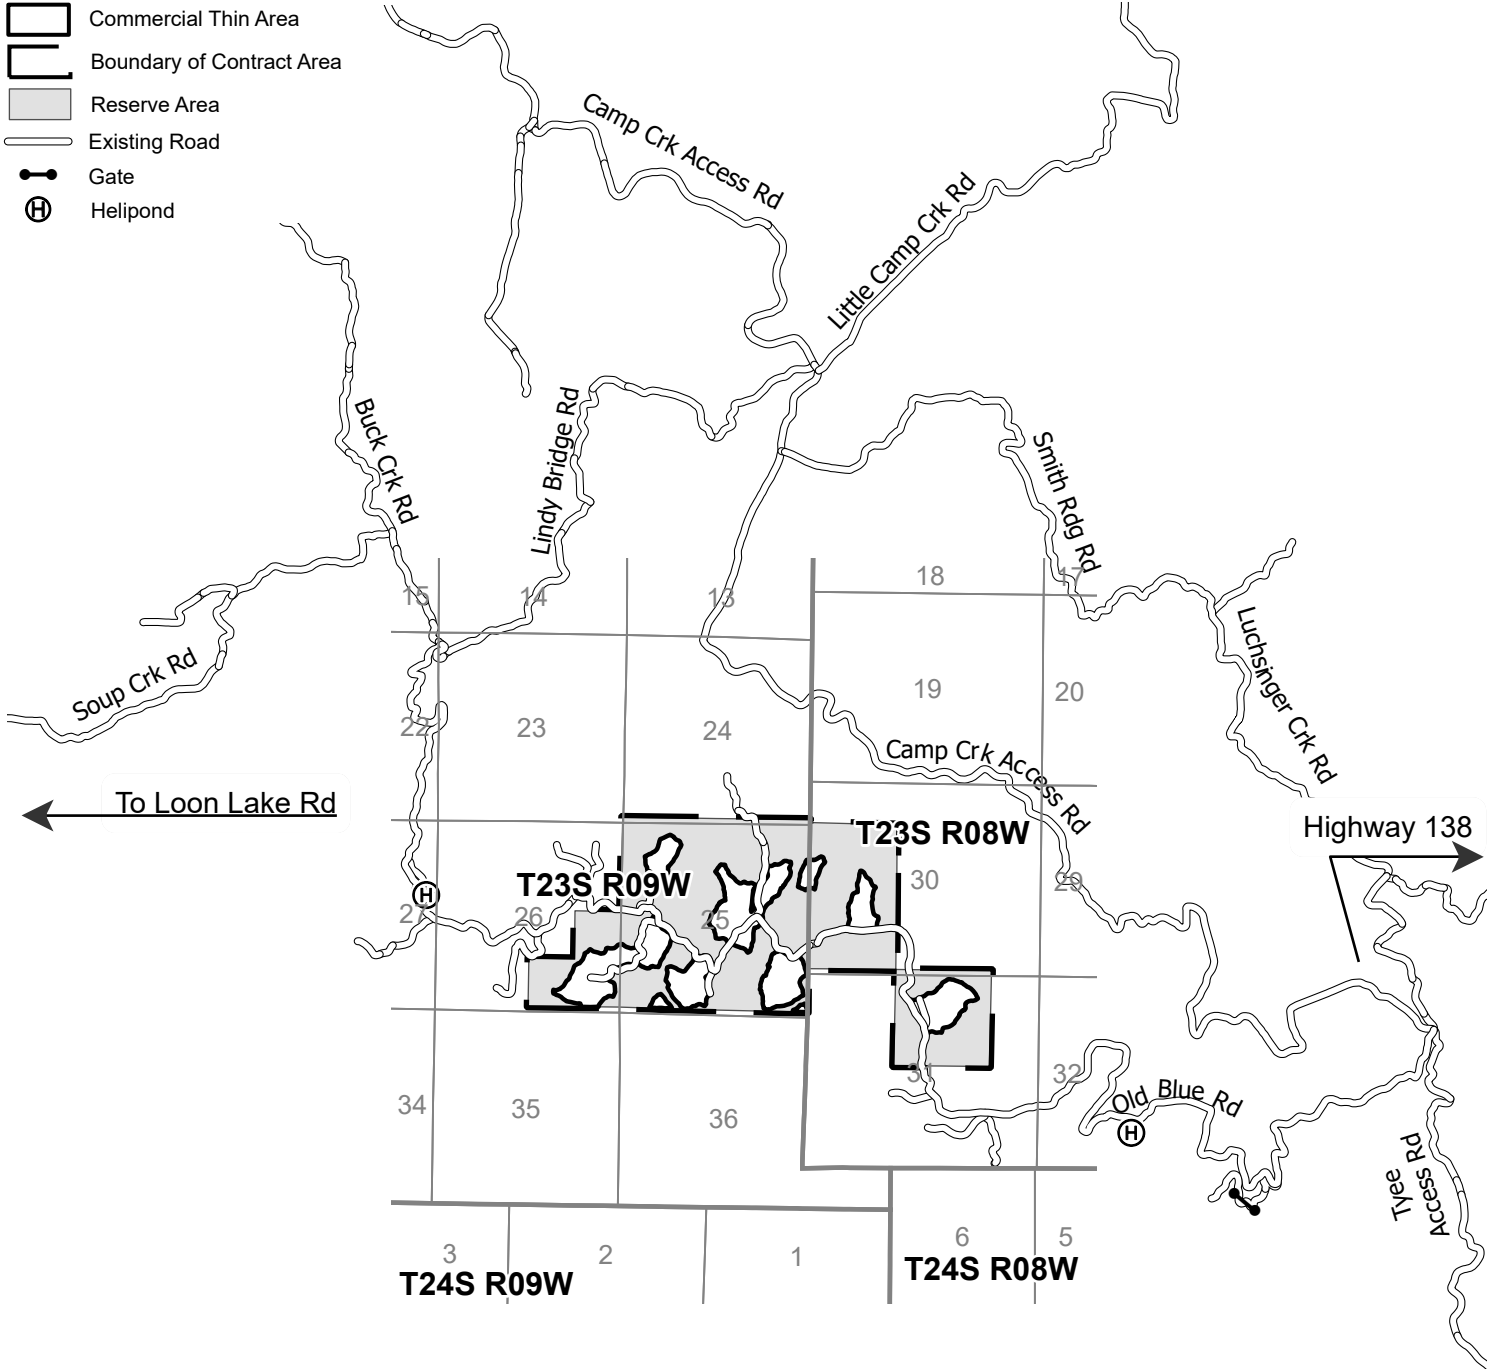 Commercial Thin Area
Boundary of Contract Area
Reserve Area
Existing Road
Gate
H
Helipond
Camp Crk Access Rd
Little Camp Crk Rd
Buck Crk Rd
Lindy Bridge Rd
Smith Rdg Rd
18
17
15
14
13
Luchsinger Crk Rd
Soup Crk Rd
19
20
22
23
24
Camp Crk Access Rd
To Loon Lake Rd
Highway 138
T23S R08W
T23S R09W
30
29
H
27
26
25
31
32
34
35
36
Old Blue Rd
H
Tyee
Access Rd
6
5
3
2
1
T24S R08W
T24S R09W